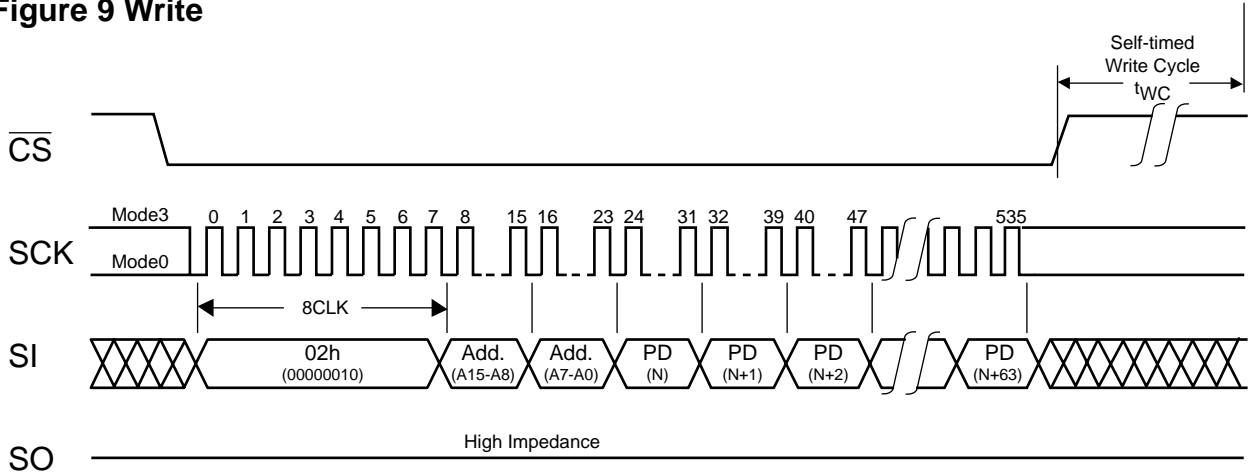 Figure 9 Write
Self-timed
Write Cycle
tWC
CS
Mode3
0 1 2 3 4 5 6 7 8 15 16 23 24 31 32 39 40 47 535
SCK
Mode0
8CLK
SI
02h Add. Add. PD PD PD PD
(00000010) (A15-A8) (A7-A0) (N) (N+1) (N+2) (N+63)
High Impedance
SO